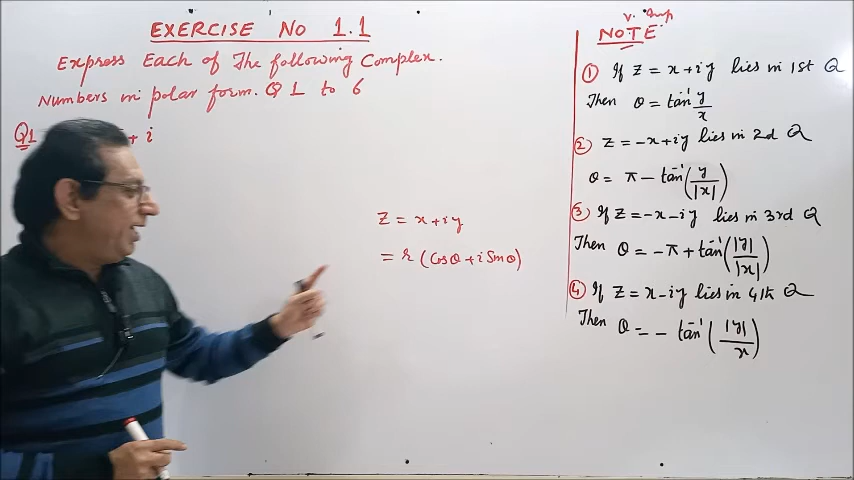 EXERCISE No 1.1
Express Each of The following Complex.
Numbers in polar form. Q 1 to 6
Q1 + i
Z = x + iy
= r (Cosθ + i Sinθ)
v. Imp
NOTE
① If Z = x + iy lies in 1st Q
Then θ = tan⁻¹ y/x
② Z = -x + iy lies in 2d Q
θ = π - tan⁻¹ (y/|x|)
③ If Z = -x - iy lies in 3rd Q
Then θ = -π + tan⁻¹ (|y|/|x|)
④ If Z = x - iy lies in 4th Q
Then θ = - tan⁻¹ (|y|/x)